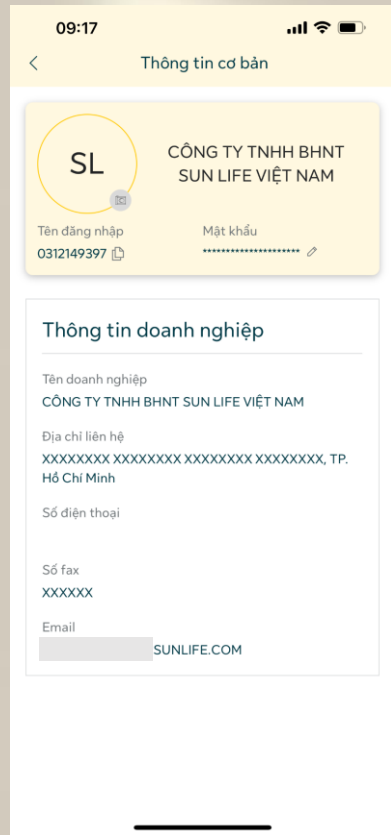 09:17
Thông tin cơ bản
SL
CÔNG TY TNHH BHNT
SUN LIFE VIỆT NAM
Tên đăng nhập
Mật khẩu
0312149397
*********************
Thông tin doanh nghiệp
Tên doanh nghiệp
CÔNG TY TNHH BHNT SUN LIFE VIỆT NAM
Địa chỉ liên hệ
XXXXXXXX XXXXXXXX XXXXXXXX XXXXXXXX, TP.
Hồ Chí Minh
Số điện thoại
Số fax
XXXXXX
Email
SUNLIFE.COM